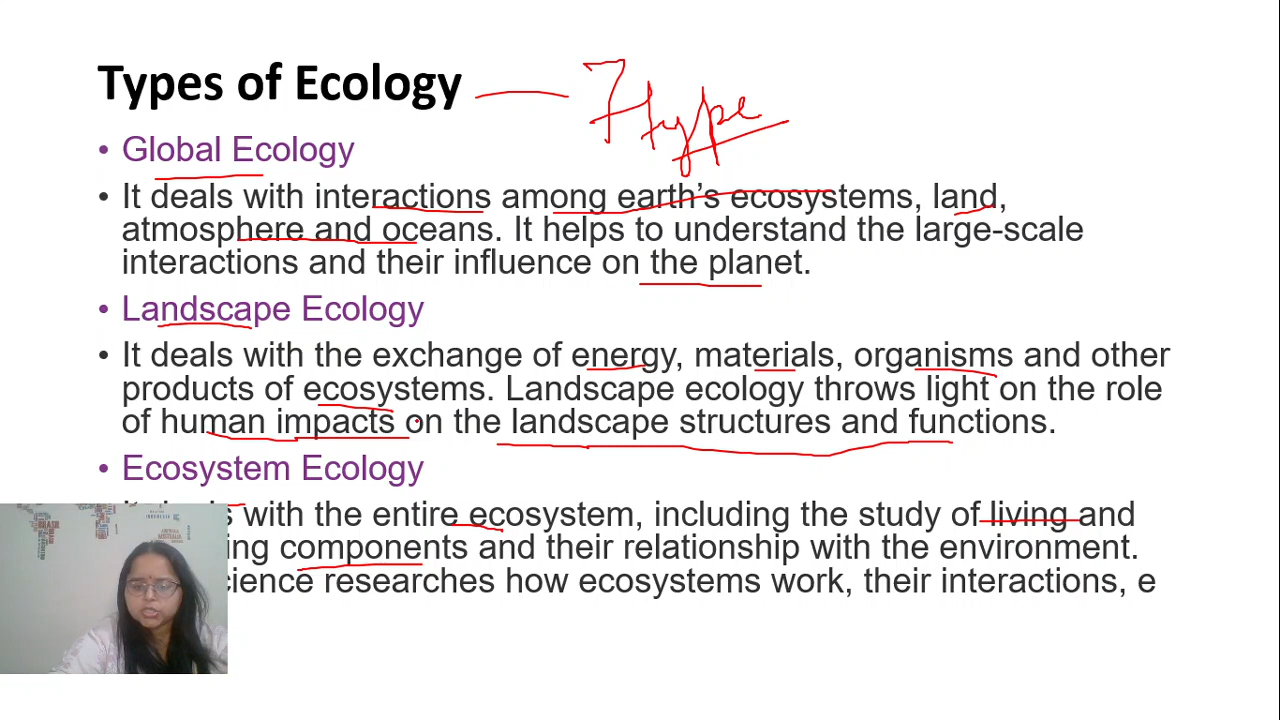 Types of Ecology
7 type
• Global Ecology
• It deals with interactions among earth's ecosystems, land,
atmosphere and oceans. It helps to understand the large-scale
interactions and their influence on the planet.
• Landscape Ecology
• It deals with the exchange of energy, materials, organisms and other
products of ecosystems. Landscape ecology throws light on the role
of human impacts on the landscape structures and functions.
• Ecosystem Ecology
with the entire ecosystem, including the study of living and
components and their relationship with the environment.
researches how ecosystems work, their interactions, e
BRASIL